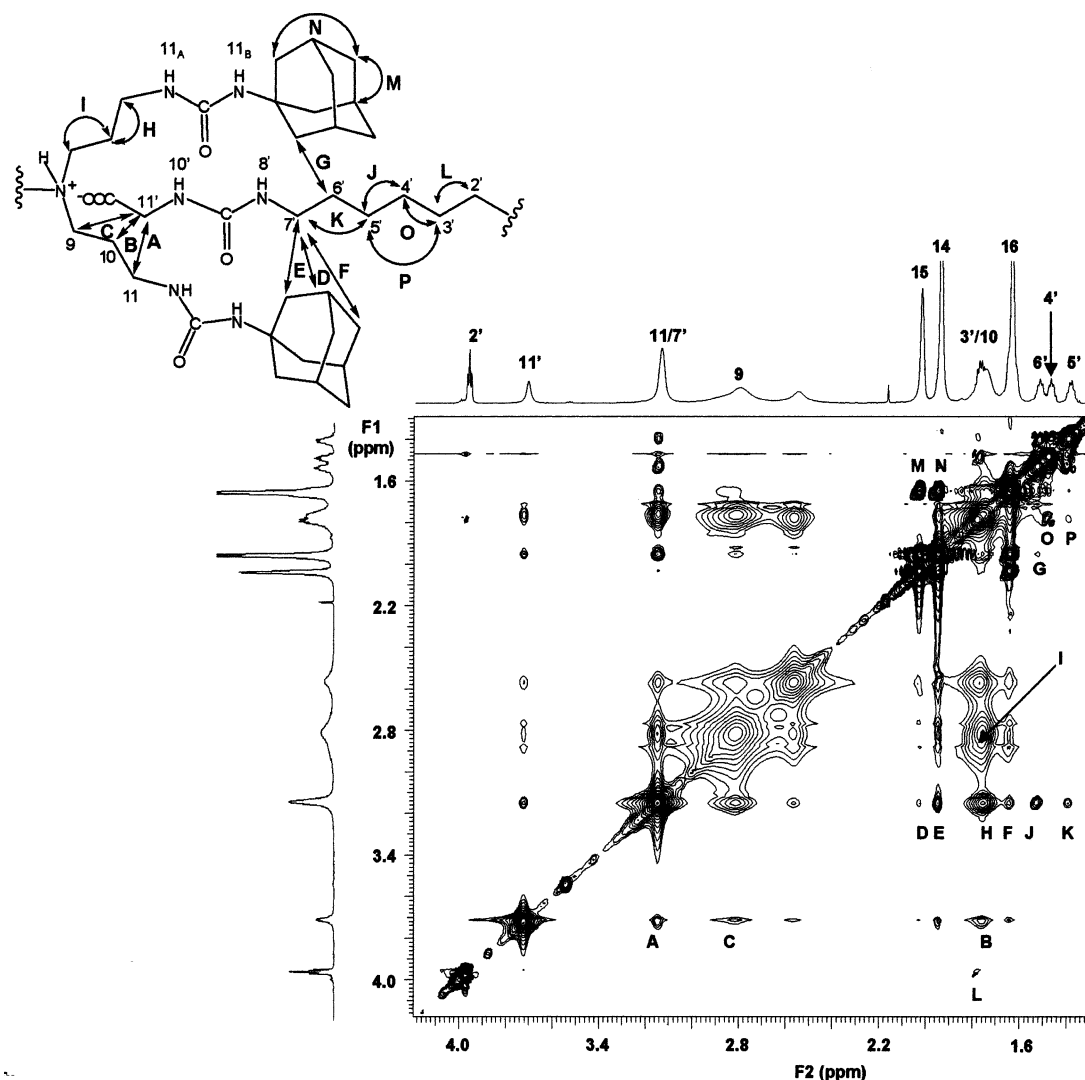 N
11A 11B
H H
N N
M
I
H
C
O
G
H
N+
10' 8'
H H
N N
-OOC
11'
C
O
J L
6' 4' 2'
7' K 5' O 3'
P
9 C
10 B A
E D F
11
NH
H
C N
O
2'
11'
11/7'
9
15
14
3'/10
16
4'
6' 5'
F1
(ppm)
1.6
2.2
2.8
3.4
4.0
M N
O P
G
I
D E H F J K
A C B
L
4.0 3.4 2.8 2.2 1.6
F2 (ppm)